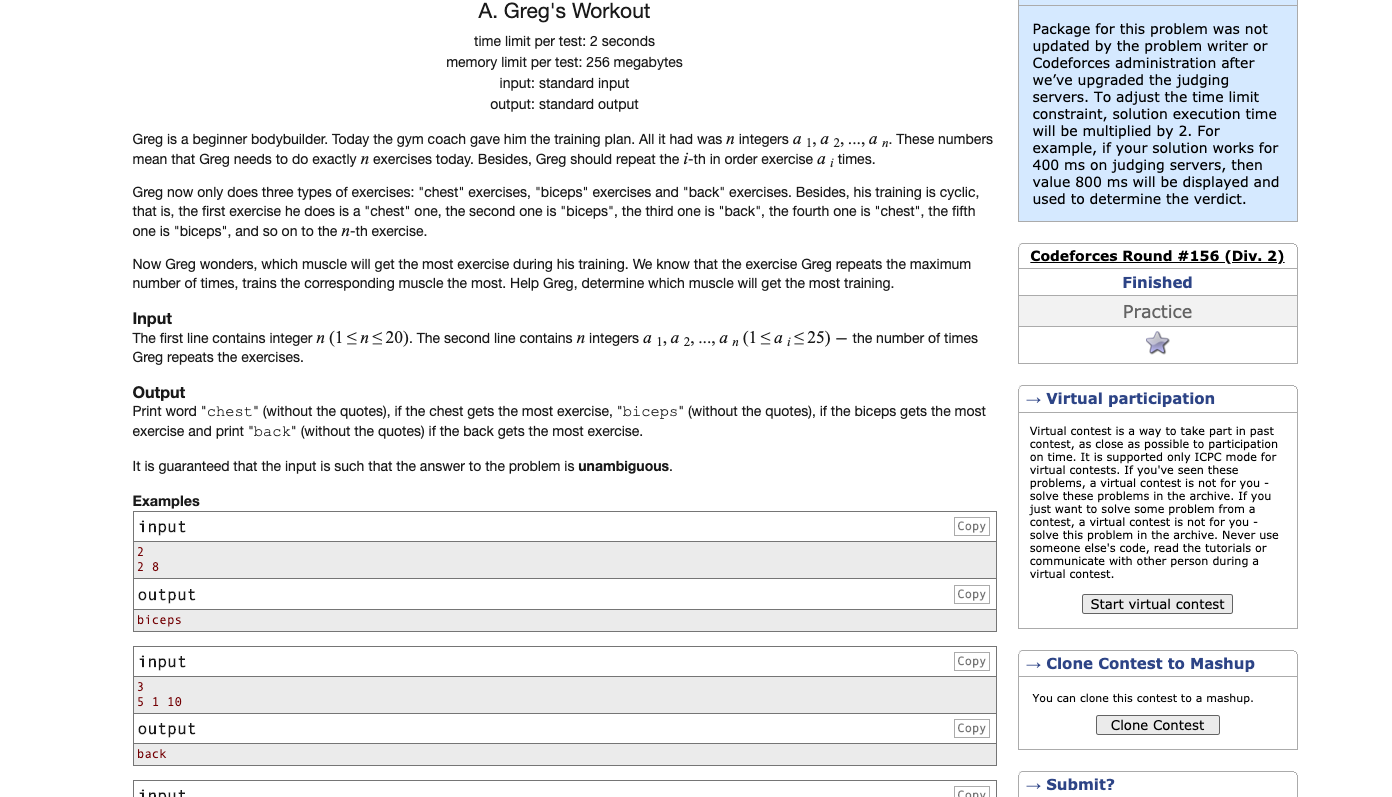 A. Greg's Workout
time limit per test: 2 seconds
memory limit per test: 256 megabytes
input: standard input
output: standard output
Greg is a beginner bodybuilder. Today the gym coach gave him the training plan. All it had was n integers a 1, a 2, ..., a n. These numbers
mean that Greg needs to do exactly n exercises today. Besides, Greg should repeat the i-th in order exercise a i times.
Greg now only does three types of exercises: "chest" exercises, "biceps" exercises and "back" exercises. Besides, his training is cyclic,
that is, the first exercise he does is a "chest" one, the second one is "biceps", the third one is "back", the fourth one is "chest", the fifth
one is "biceps", and so on to the n-th exercise.
Now Greg wonders, which muscle will get the most exercise during his training. We know that the exercise Greg repeats the maximum
number of times, trains the corresponding muscle the most. Help Greg, determine which muscle will get the most training.
Input
The first line contains integer n (1 ≤ n ≤ 20). The second line contains n integers a 1, a 2, ..., a n (1 ≤ a i ≤ 25) — the number of times
Greg repeats the exercises.
Output
Print word "chest" (without the quotes), if the chest gets the most exercise, "biceps" (without the quotes), if the biceps gets the most
exercise and print "back" (without the quotes) if the back gets the most exercise.
It is guaranteed that the input is such that the answer to the problem is unambiguous.
Examples
input
Copy
2
2 8
output
Copy
biceps
input
Copy
3
5 1 10
output
Copy
back
input
Copy
Package for this problem was not
updated by the problem writer or
Codeforces administration after
we've upgraded the judging
servers. To adjust the time limit
constraint, solution execution time
will be multiplied by 2. For
example, if your solution works for
400 ms on judging servers, then
value 800 ms will be displayed and
used to determine the verdict.
Codeforces Round #156 (Div. 2)
Finished
Practice
→ Virtual participation
Virtual contest is a way to take part in past
contest, as close as possible to participation
on time. It is supported only ICPC mode for
virtual contests. If you've seen these
problems, a virtual contest is not for you -
solve these problems in the archive. If you
just want to solve some problem from a
contest, a virtual contest is not for you -
solve this problem in the archive. Never use
someone else's code, read the tutorials or
communicate with other person during a
virtual contest.
Start virtual contest
→ Clone Contest to Mashup
You can clone this contest to a mashup.
Clone Contest
→ Submit?